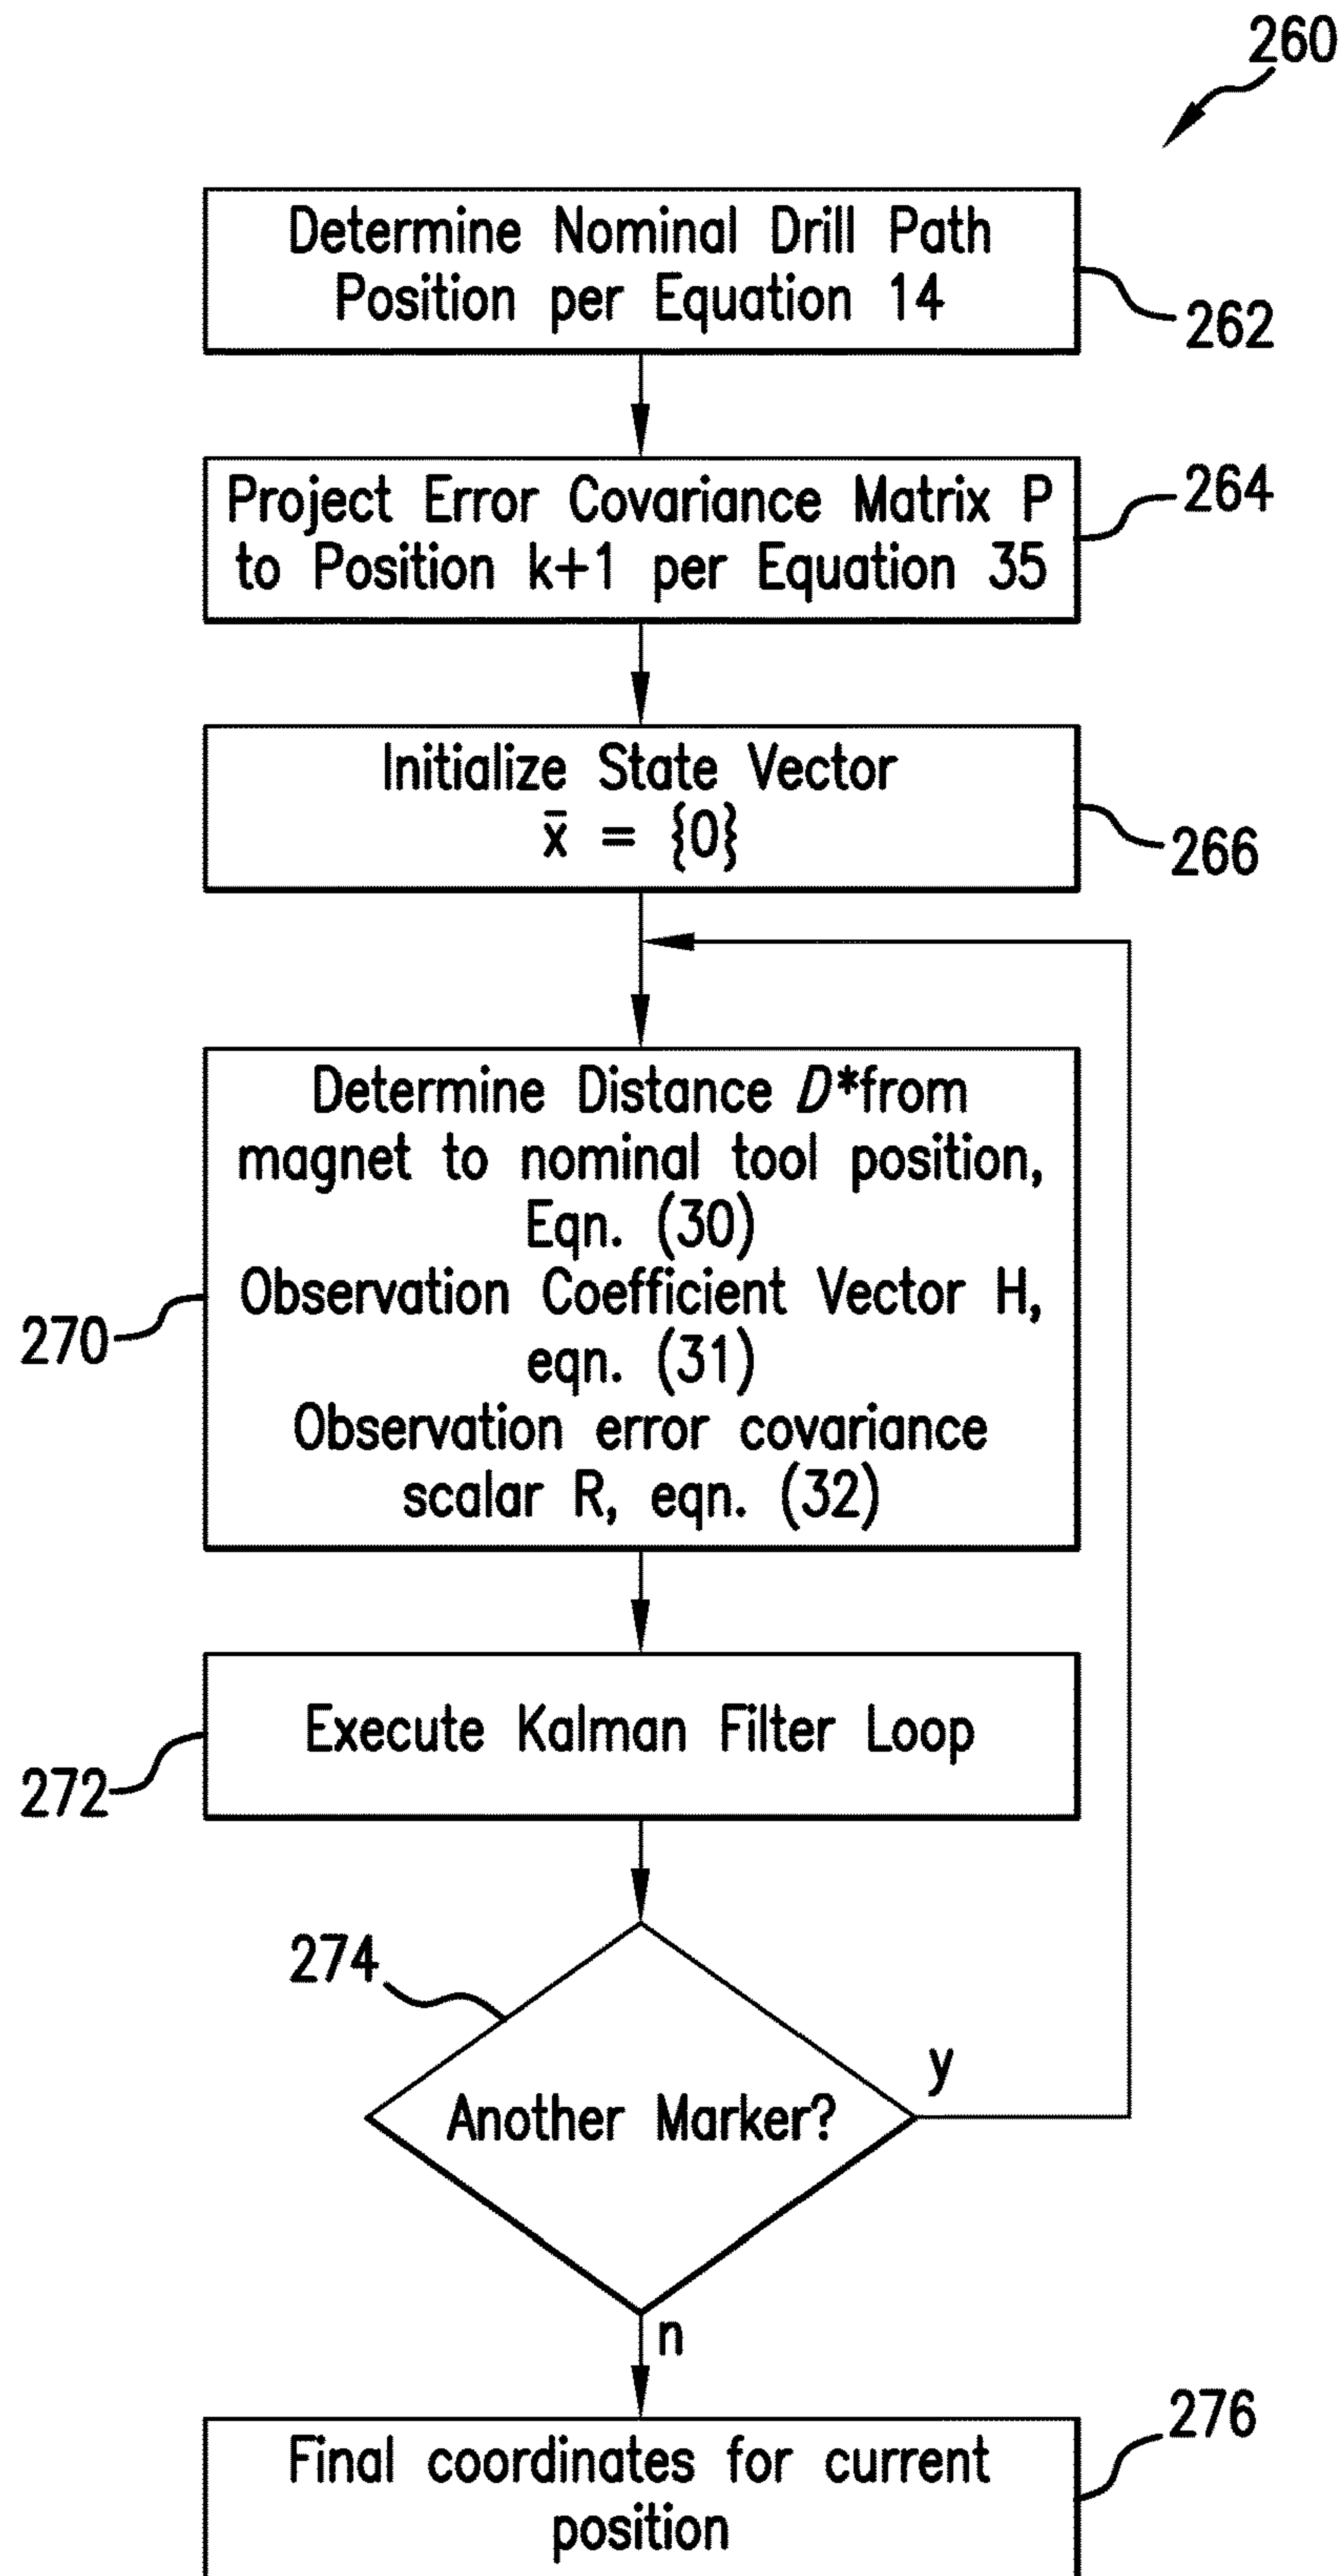 260
Determine Nominal Drill Path
Position per Equation 14
262
Project Error Covariance Matrix P
to Position k+1 per Equation 35
264
Initialize State Vector
x̄ = {0}
266
Determine Distance D*from
magnet to nominal tool position,
Eqn. (30)
Observation Coefficient Vector H,
eqn. (31)
Observation error covariance
scalar R, eqn. (32)
270
Execute Kalman Filter Loop
272
274
Another Marker?
y
n
Final coordinates for current
position
276